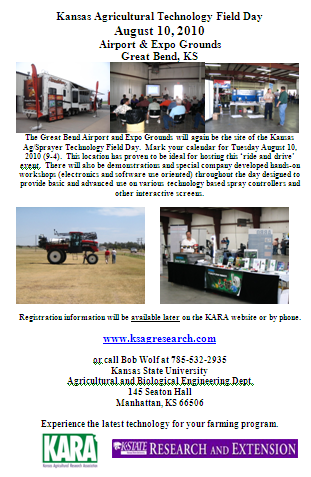 Kansas Agricultural Technology Field Day
August 10, 2010
Airport & Expo Grounds
Great Bend, KS
The Great Bend Airport and Expo Grounds will again be the site of the Kansas
Ag/Sprayer Technology Field Day. Mark your calendar for Tuesday August 10,
2010 (9-4). This location has proven to be ideal for hosting this 'ride and drive'
event. There will also be demonstrations and special company developed hands-on
workshops (electronics and software use oriented) throughout the day designed to
provide basic and advanced use on various technology based spray controllers and
other interactive screens.
Registration information will be available later on the KARA website or by phone.
www.ksagresearch.com
or call Bob Wolf at 785-532-2935
Kansas State University
Agricultural and Biological Engineering Dept.
145 Seaton Hall
Manhattan, KS 66506
Experience the latest technology for your farming program.
KARA
Kansas Agricultural Research Association
K-STATE RESEARCH AND EXTENSION